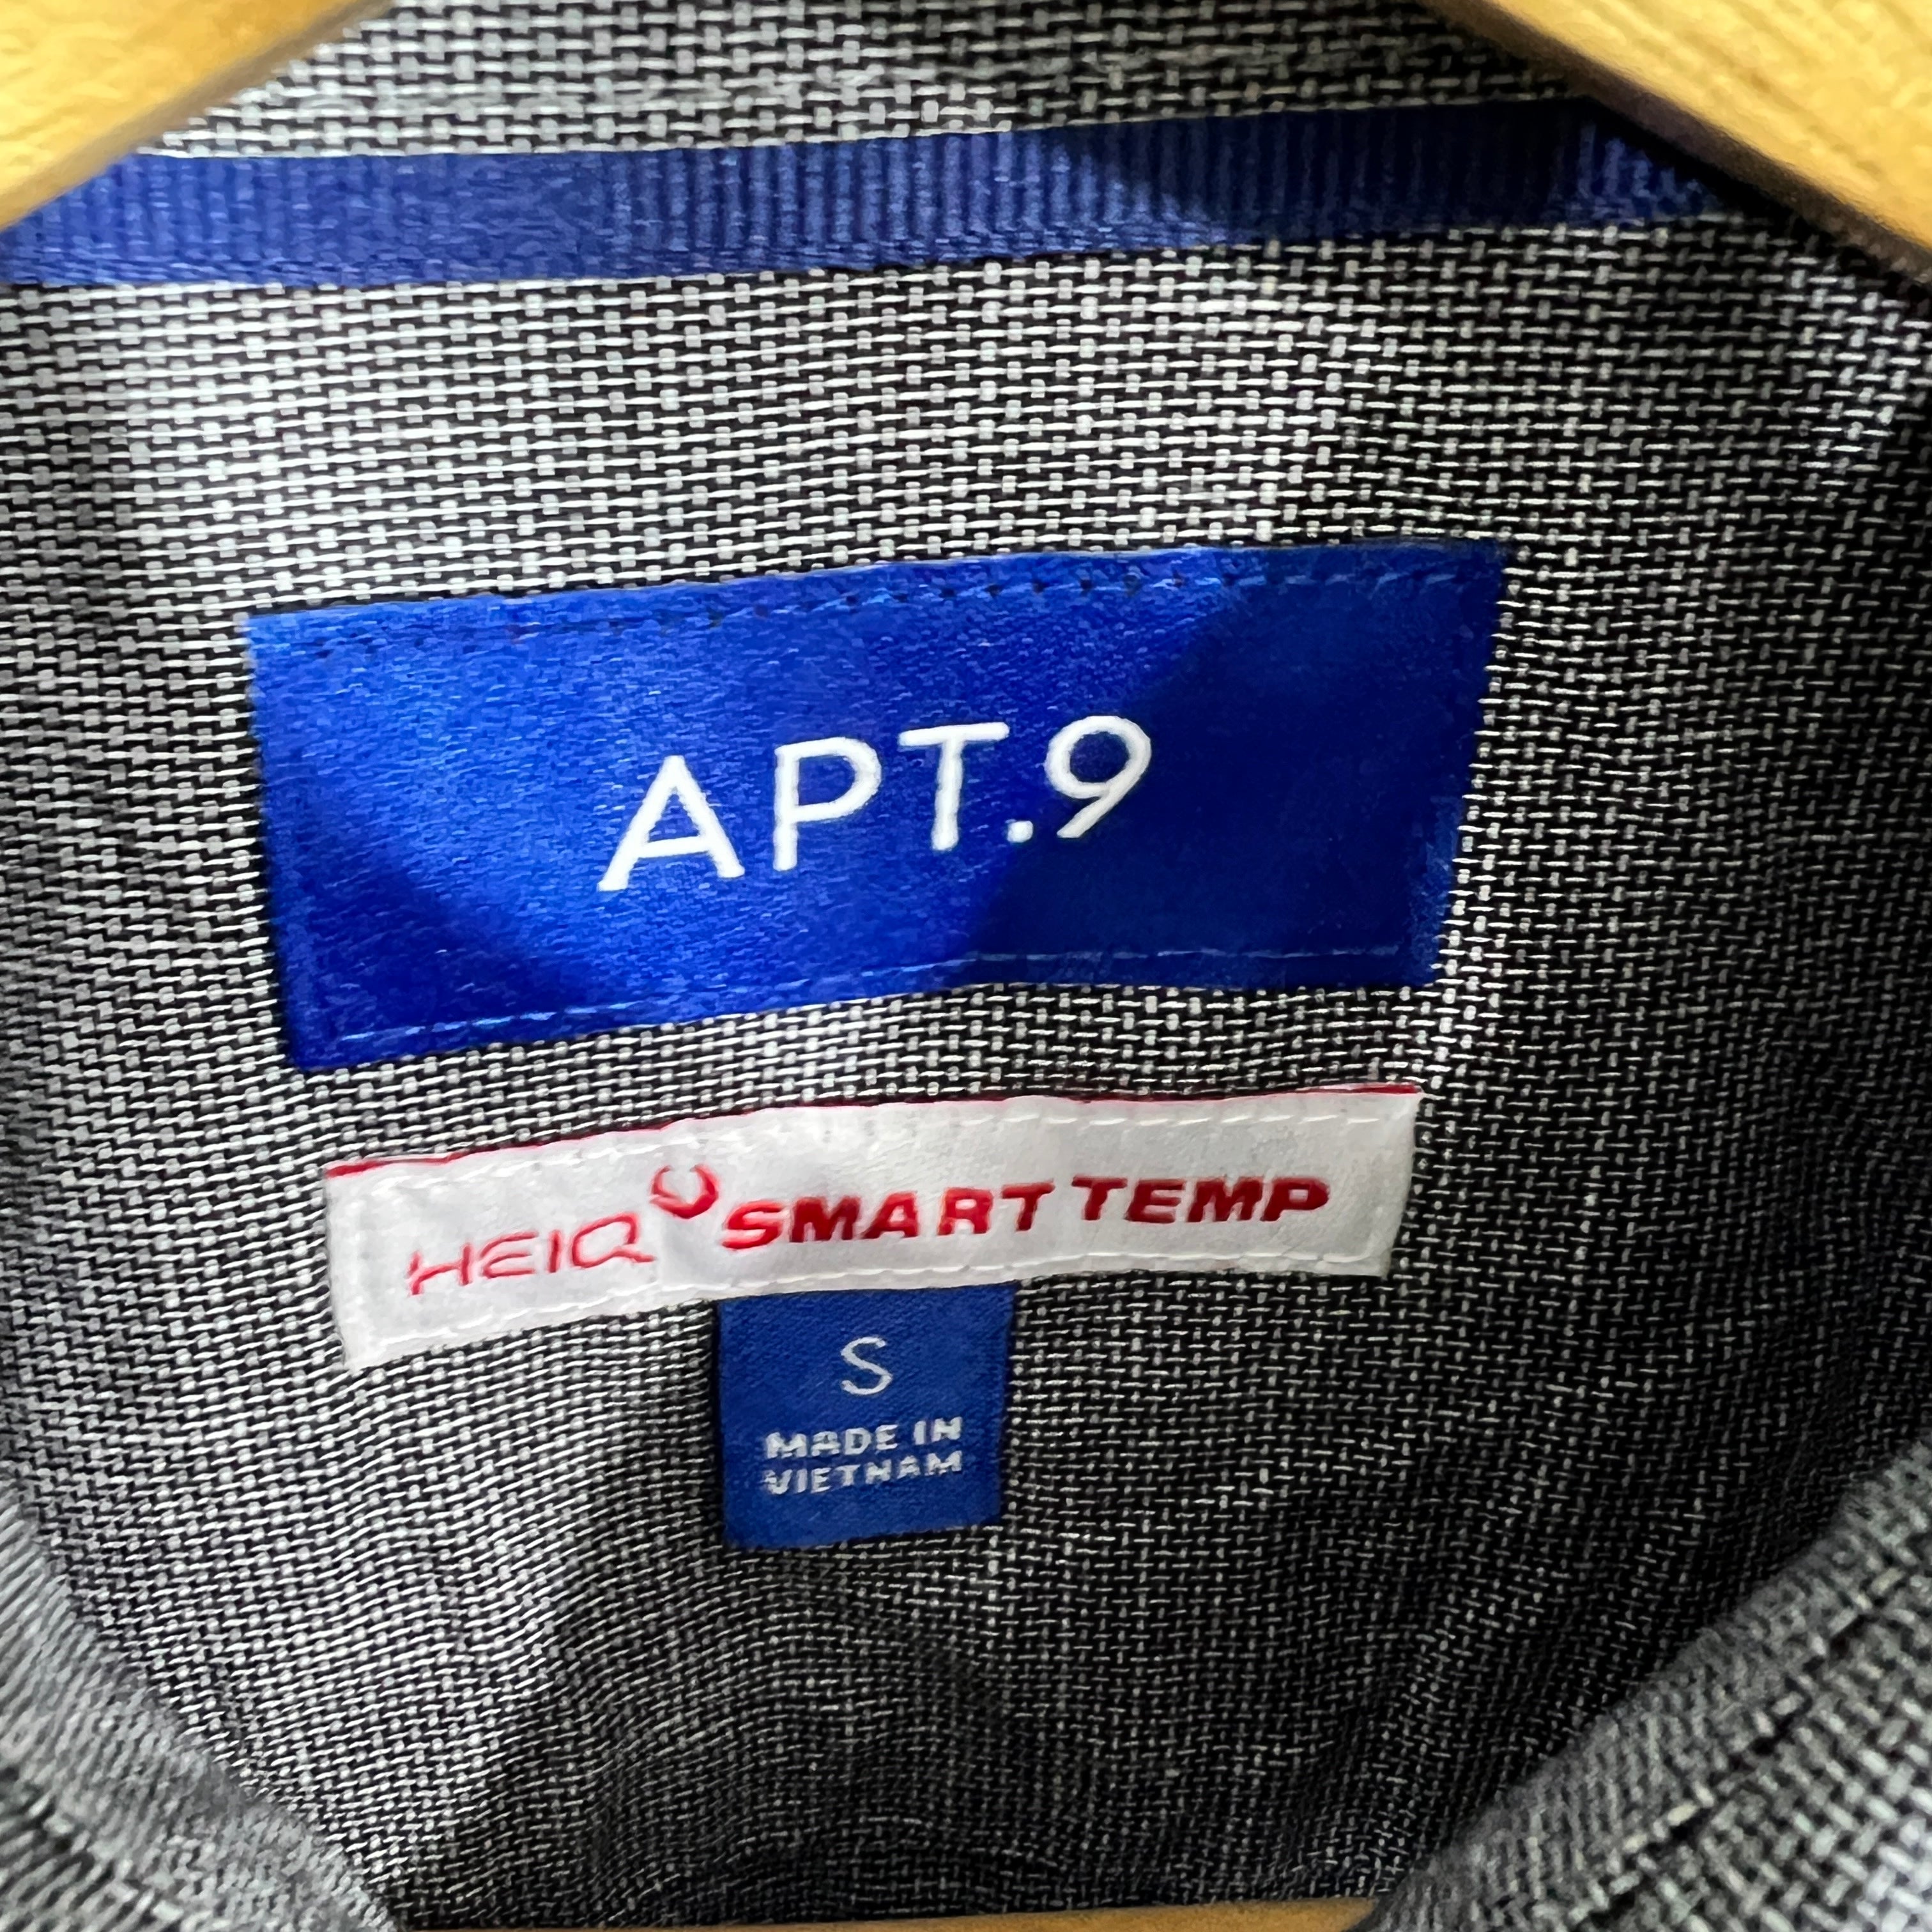 APT.9
HEIQ SMART TEMP
S
MADE IN
VIETNAM